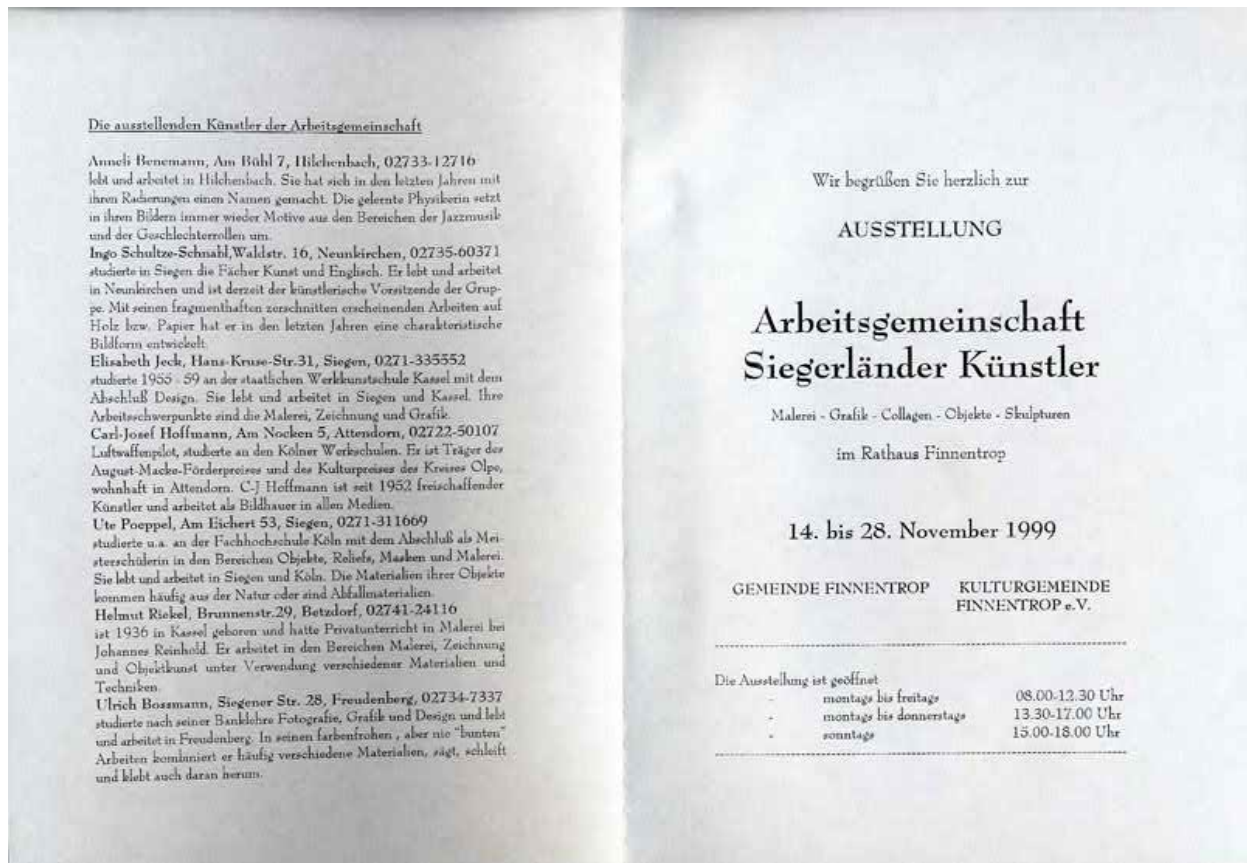 Die ausstellenden Künstler der Arbeitsgemeinschaft
Anneli Benemann, Am Bühl 7, Hilchenbach, 02733-12716
lebt und arbeitet in Hilchenbach. Sie hat sich in den letzten Jahren mit
ihren Radierungen einen Namen gemacht. Die gelernte Physikerin setzt
in ihren Bildern immer wieder Motive aus den Bereichen der Jazzmusik
und der Geschlechterrollen um.
Ingo Schultze-Schnabl,Waldstr. 16, Neunkirchen, 02735-60371
studierte in Siegen die Fächer Kunst und Englisch. Er lebt und arbeitet
in Neunkirchen und ist derzeit der künstlerische Vorsitzende der Grup-
pe. Mit seinen fragmenthaften zerschnitten erscheinenden Arbeiten auf
Holz bzw. Papier hat er in den letzten Jahren eine charakteristische
Bildform entwickelt.
Elisabeth Jeck, Hans-Kruse-Str.31, Siegen, 0271-335552
studierte 1955 - 59 an der staatlichen Werkkunstschule Kassel mit dem
Abschluß Design. Sie lebt und arbeitet in Siegen und Kassel. Ihre
Arbeitsschwerpunkte sind die Malerei, Zeichnung und Grafik.
Carl-Josef Hoffmann, Am Nocken 5, Attendorn, 02722-50107
Luftwaffenpilot, studierte an den Kölner Werkschulen. Er ist Träger des
August-Macke-Förderpreises und des Kulturpreises des Kreises Olpe,
wohnhaft in Attendorn. C-J Hoffmann ist seit 1952 freischaffender
Künstler und arbeitet als Bildhauer in allen Medien.
Ute Poeppel, Am Eichert 53, Siegen, 0271-311669
studierte u.a. an der Fachhochschule Köln mit dem Abschluß als Mei-
sterschülerin in den Bereichen Objekte, Reliefs, Masken und Malerei.
Sie lebt und arbeitet in Siegen und Köln. Die Materialien ihrer Objekte
kommen häufig aus der Natur oder sind Abfallmaterialien.
Helmut Riekel, Brunnenstr.29, Betzdorf, 02741-24116
ist 1936 in Kassel geboren und hatte Privatunterricht in Malerei bei
Johannes Reinhold. Er arbeitet in den Bereichen Malerei, Zeichnung
und Objektkunst unter Verwendung verschiedener Materialien und
Techniken.
Ulrich Bossmann, Siegener Str. 28, Freudenberg, 02734-7337
studierte nach seiner Banklehre Fotografie, Grafik und Design und lebt
und arbeitet in Freudenberg. In seinen farbenfrohen , aber nie "bunten"
Arbeiten kombiniert er häufig verschiedene Materialien, sägt, schleift
und klebt auch daran herum.
Wir begrüßen Sie herzlich zur
AUSSTELLUNG
Arbeitsgemeinschaft
Siegerländer Künstler
Malerei - Grafik - Collagen - Objekte - Skulpturen
im Rathaus Finnentrop
14. bis 28. November 1999
GEMEINDE FINNENTROP KULTURGEMEINDE
FINNENTROP e.V.
Die Ausstellung ist geöffnet
- montags bis freitags 08.00-12.30 Uhr
- montags bis donnerstags 13.30-17.00 Uhr
- sonntags 15.00-18.00 Uhr